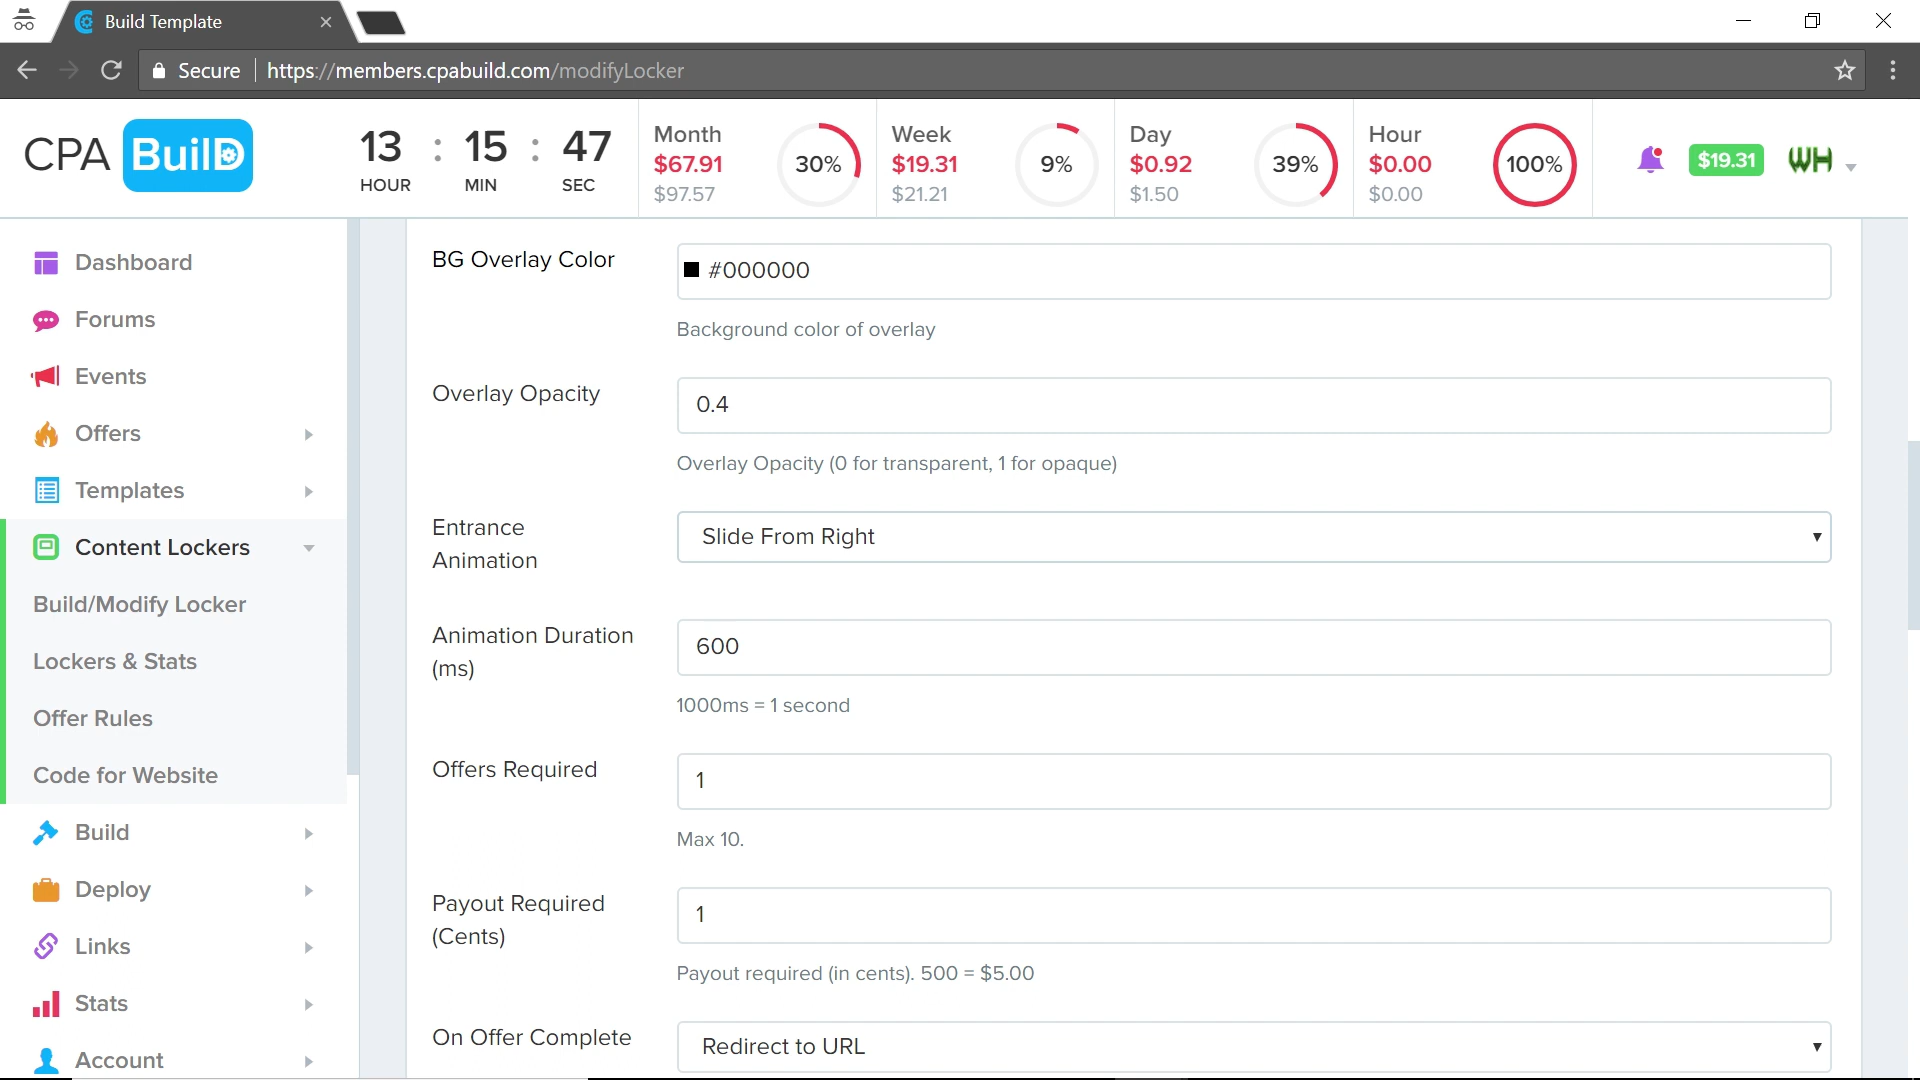 Build Template
Secure https://members.cpabuild.com/modifyLocker
CPA BuilD
13 : 15 : 47
HOUR MIN SEC
Month
$67.91
$97.57
30%
Week
$19.31
$21.21
9%
Day
$0.92
$1.50
39%
Hour
$0.00
$0.00
100%
$19.31
WH
Dashboard
Forums
Events
Offers
Templates
Content Lockers
Build/Modify Locker
Lockers & Stats
Offer Rules
Code for Website
Build
Deploy
Links
Stats
Account
BG Overlay Color
#000000
Background color of overlay
Overlay Opacity
0.4
Overlay Opacity (0 for transparent, 1 for opaque)
Entrance
Animation
Slide From Right
Animation Duration
(ms)
600
1000ms = 1 second
Offers Required
1
Max 10.
Payout Required
(Cents)
1
Payout required (in cents). 500 = $5.00
On Offer Complete
Redirect to URL